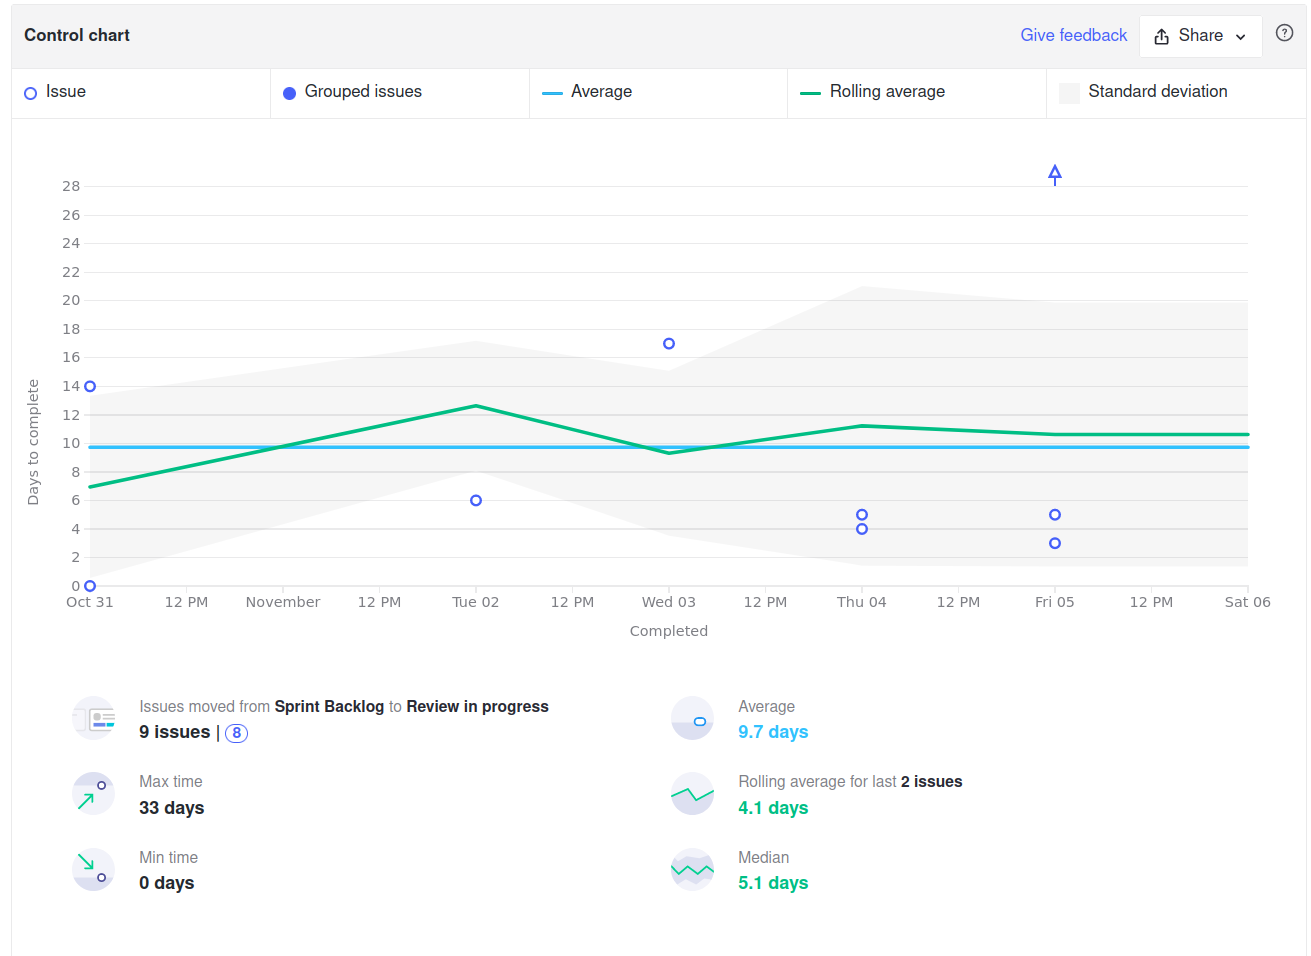 Control chart
Give feedback
Share
?
Issue
Grouped issues
Average
Rolling average
Standard deviation
28
26
24
22
20
18
16
14
12
10
8
6
4
2
0
Days to complete
Oct 31 12 PM November 12 PM Tue 02 12 PM Wed 03 12 PM Thu 04 12 PM Fri 05 12 PM Sat 06
Completed
Issues moved from Sprint Backlog to Review in progress
9 issues | 8
Average
9.7 days
Max time
33 days
Rolling average for last 2 issues
4.1 days
Min time
0 days
Median
5.1 days